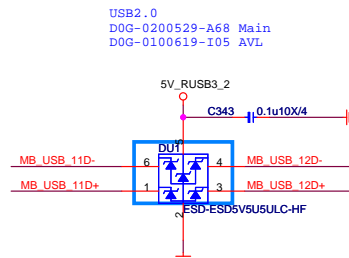 USB2.0
D0G-0200529-A68 Main
D0G-0100619-I05 AVL
5V_RUSB3_2
C343 0.1u10X/4
DU1
5
MB_USB_11D- 6 4 MB_USB_12D-
MB_USB_11D+ 1 3 MB_USB_12D+
2
ESD-ESD5V5U5ULC-HF